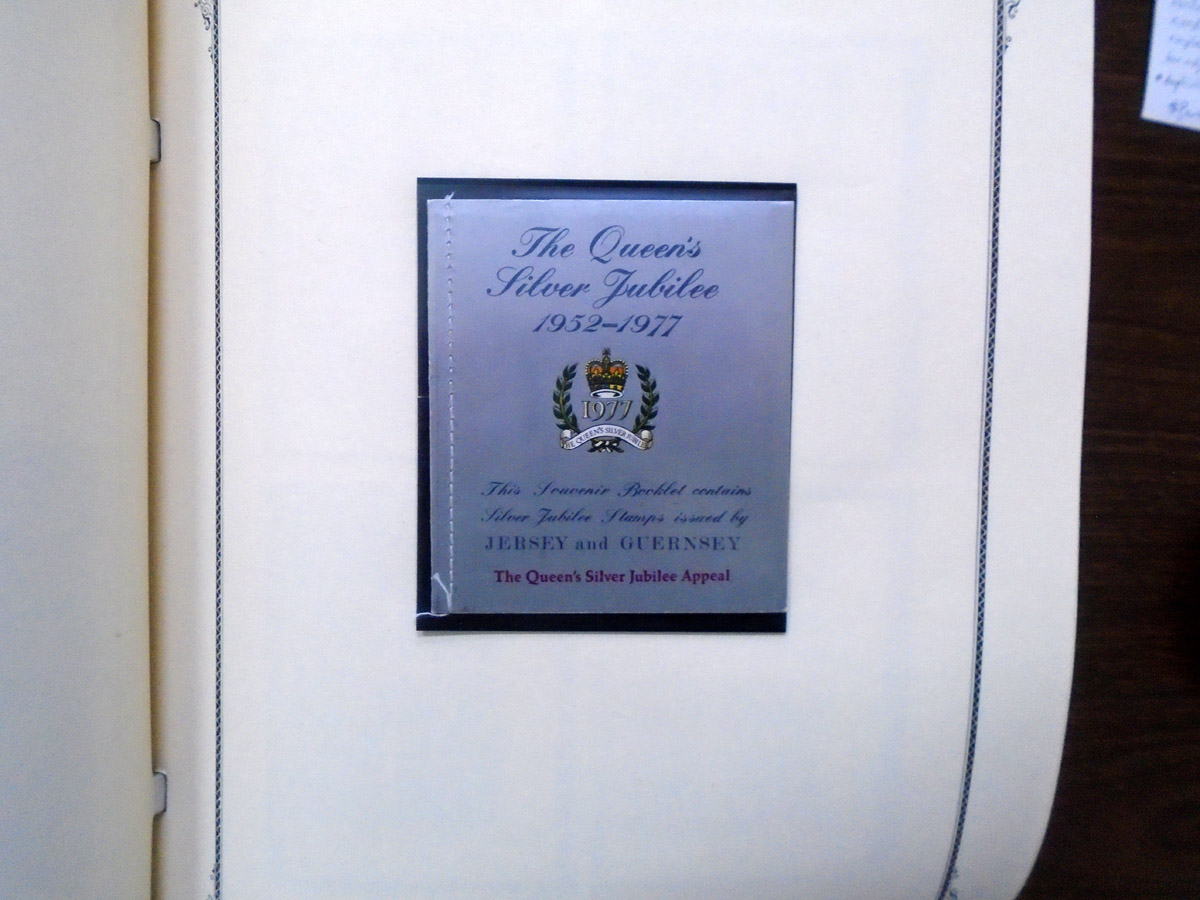 The Queen's
Silver Jubilee
1952–1977
1977
THE QUEEN'S SILVER JUBILEE
This Souvenir Booklet contains
Silver Jubilee Stamps issued by
JERSEY and GUERNSEY
The Queen's Silver Jubilee Appeal